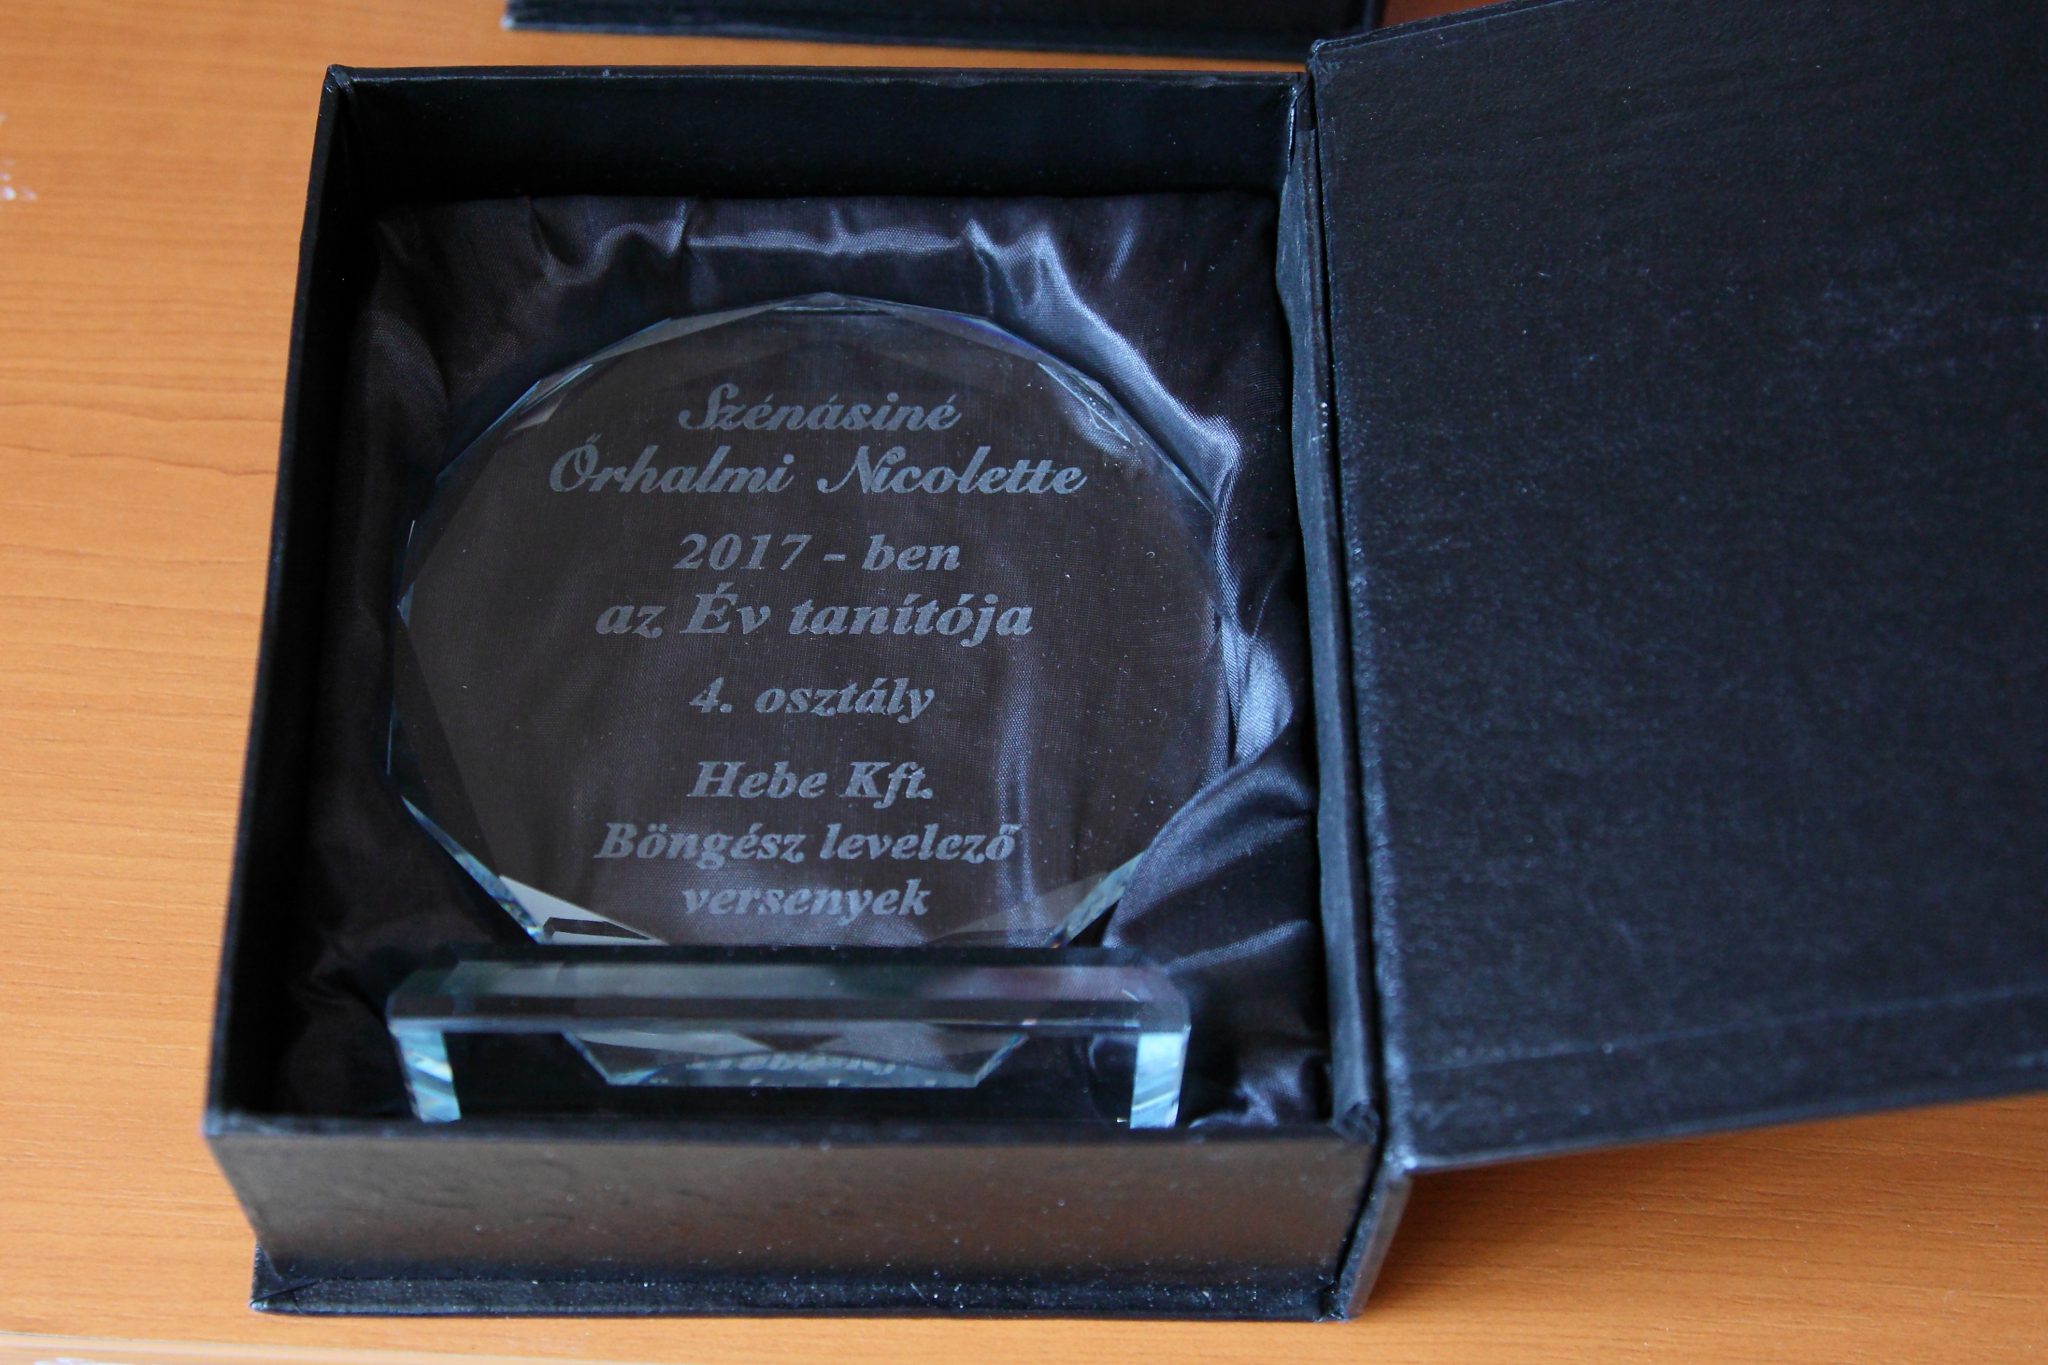 Szénásiné
Őrhalmi Nicolette
2017 - ben
az Év tanítója
4. osztály
Hebe Kft.
Böngész levelező
versenyek